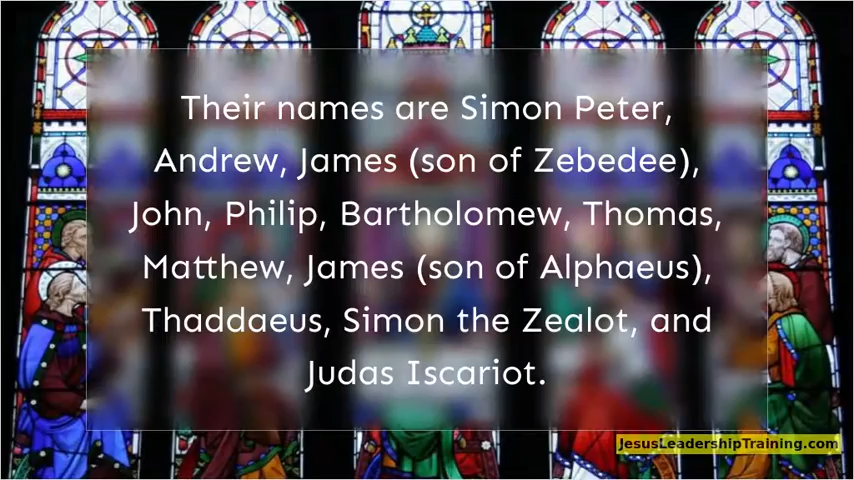 Their names are Simon Peter,
Andrew, James (son of Zebedee),
John, Philip, Bartholomew, Thomas,
Matthew, James (son of Alphaeus),
Thaddaeus, Simon the Zealot, and
Judas Iscariot.
JesusLeadershipTraining.com